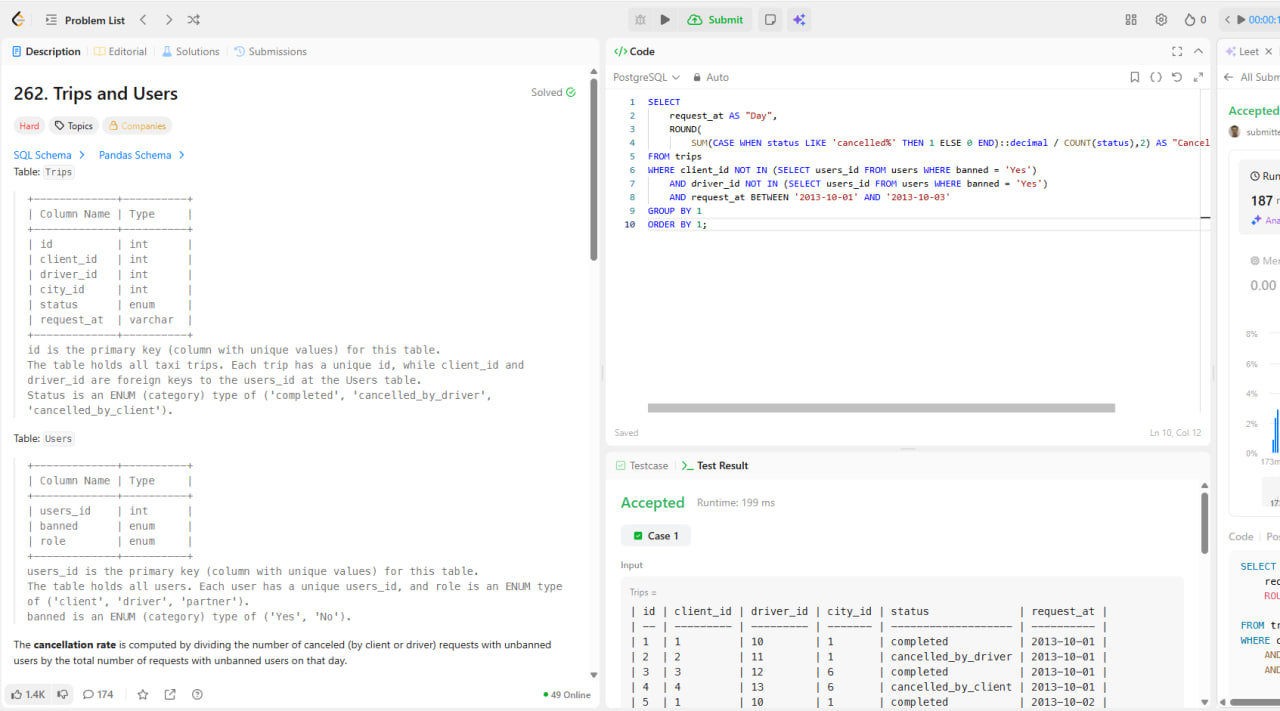 Problem List
Submit
0
00:00:1
Description
Editorial
Solutions
Submissions
262. Trips and Users
Solved
Hard
Topics
Companies
SQL Schema
Pandas Schema
Table: Trips
+-------------+----------+
| Column Name | Type     |
+-------------+----------+
| id          | int      |
| client_id   | int      |
| driver_id   | int      |
| city_id     | int      |
| status      | enum     |
| request_at  | varchar  |
+-------------+----------+
id is the primary key (column with unique values) for this table.
The table holds all taxi trips. Each trip has a unique id, while client_id and
driver_id are foreign keys to the users_id at the Users table.
Status is an ENUM (category) type of ('completed', 'cancelled_by_driver',
'cancelled_by_client').
Table: Users
+-------------+----------+
| Column Name | Type     |
+-------------+----------+
| users_id    | int      |
| banned      | enum     |
| role        | enum     |
+-------------+----------+
users_id is the primary key (column with unique values) for this table.
The table holds all users. Each user has a unique users_id, and role is an ENUM type
of ('client', 'driver', 'partner').
banned is an ENUM (category) type of ('Yes', 'No').
The cancellation rate is computed by dividing the number of canceled (by client or driver) requests with unbanned
users by the total number of requests with unbanned users on that day.
1.4K
174
49 Online
</> Code
PostgreSQL
Auto
1 SELECT
2 request_at AS "Day",
3 ROUND(
4 SUM(CASE WHEN status LIKE 'cancelled%' THEN 1 ELSE 0 END)::decimal / COUNT(status),2) AS "Cancel
5 FROM trips
6 WHERE client_id NOT IN (SELECT users_id FROM users WHERE banned = 'Yes')
7 AND driver_id NOT IN (SELECT users_id FROM users WHERE banned = 'Yes')
8 AND request_at BETWEEN '2013-10-01' AND '2013-10-03'
9 GROUP BY 1
10 ORDER BY 1;
Saved
Ln 10, Col 12
Testcase
Test Result
Accepted
Runtime: 199 ms
Case 1
Input
Trips =
| id | client_id | driver_id | city_id | status              | request_at |
| -- | --------- | --------- | ------- | ------------------- | ---------- |
| 1  | 1         | 10        | 1       | completed           | 2013-10-01 |
| 2  | 2         | 11        | 1       | cancelled_by_driver | 2013-10-01 |
| 3  | 3         | 12        | 6       | completed           | 2013-10-01 |
| 4  | 4         | 13        | 6       | cancelled_by_client | 2013-10-01 |
| 5  | 1         | 10        | 1       | completed           | 2013-10-02 |
Leet
All Subm
Accepted
submitte
Run
187 m
Ana
Mem
0.00
8%
6%
4%
2%
0%
173m
17
Code
Pos
SELECT
rec
ROU
FROM tr
WHERE c
AND
AND